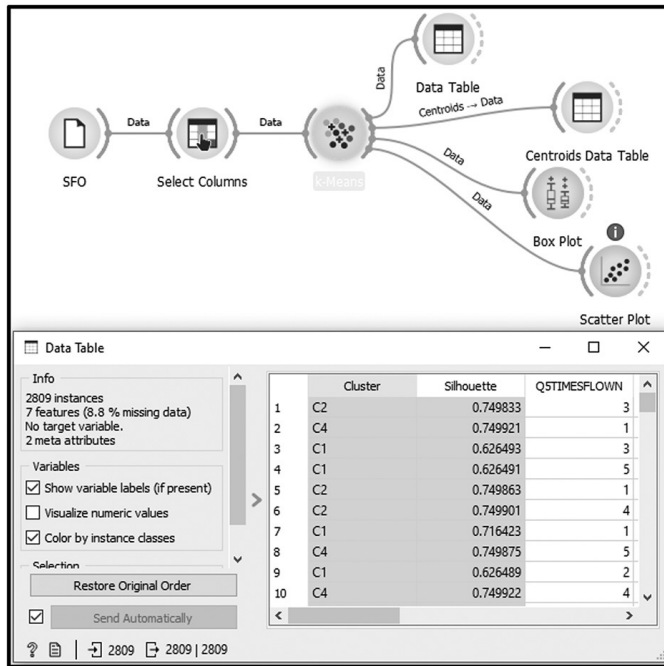 Data
Data Table
Centroids → Data
Data
Data
SFO
Select Columns
k-Means
Data
Centroids Data Table
Box Plot
Data
Scatter Plot
Data Table
Info
2809 instances
7 features (8.8 % missing data)
No target variable.
2 meta attributes
Variables
Show variable labels (if present)
Visualize numeric values
Color by instance classes
Selection
Restore Original Order
Send Automatically
2809
2809 | 2809
Cluster Silhouette Q5TIMESFLOWN
1 C2 0.749833 3
2 C4 0.749921 1
3 C1 0.626493 3
4 C1 0.626491 5
5 C2 0.749863 1
6 C2 0.749901 4
7 C1 0.716423 1
8 C4 0.749875 5
9 C1 0.626489 2
10 C4 0.749922 4